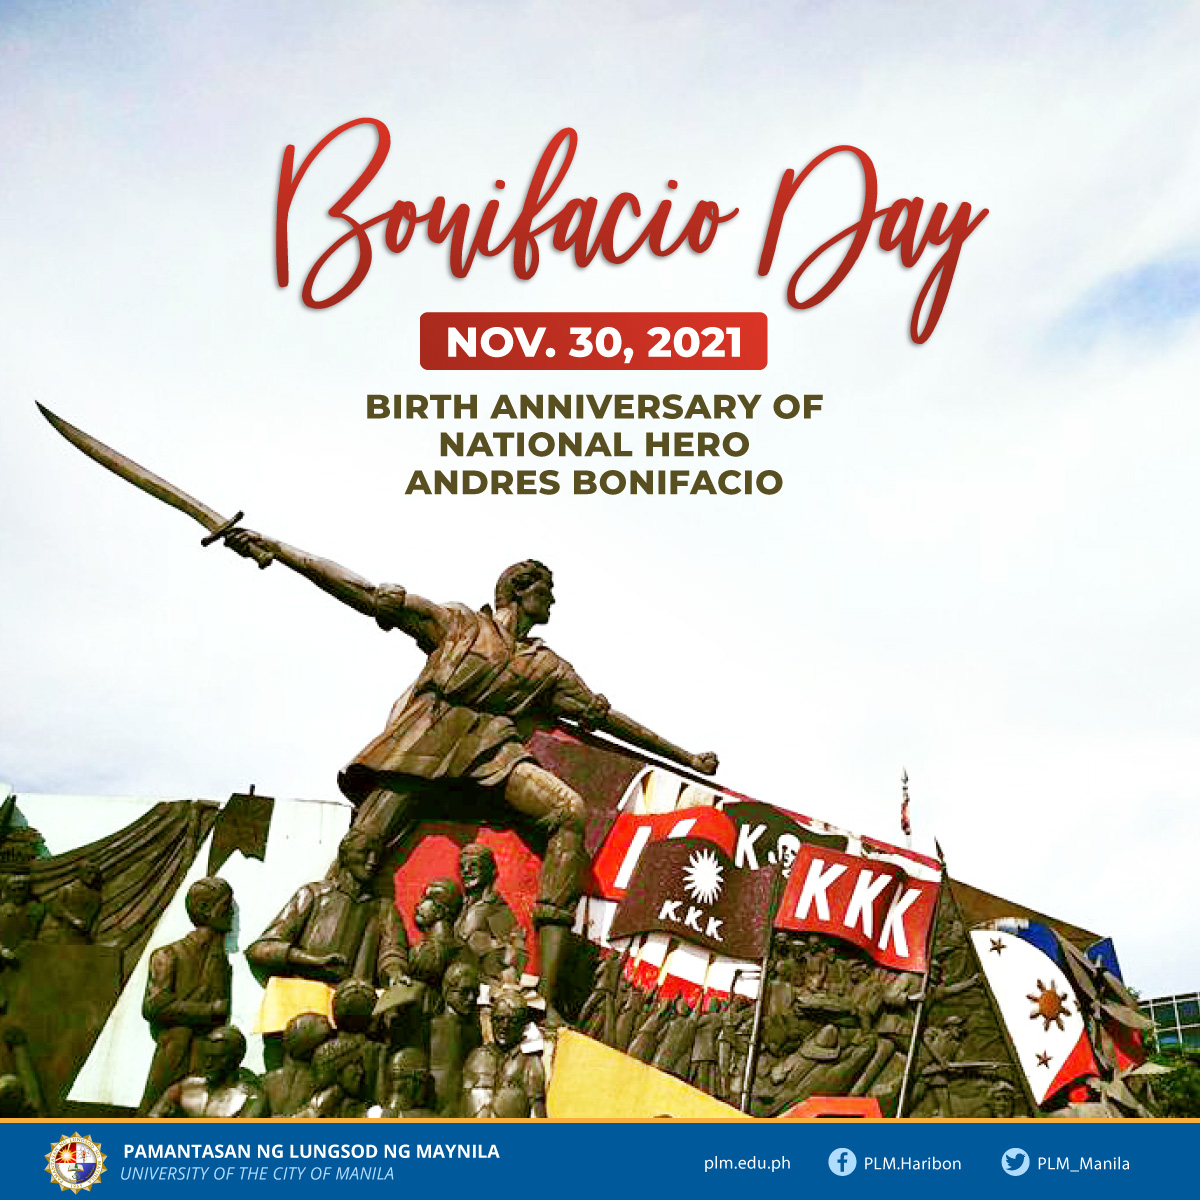 Bonifacio Day
NOV. 30, 2021
BIRTH ANNIVERSARY OF
NATIONAL HERO
ANDRES BONIFACIO
K
K.
K.K.K.
KKK
PAMANTASAN NG LUNGSOD NG MAYNILA
UNIVERSITY OF THE CITY OF MANILA
plm.edu.ph
PLM.Haribon
PLM_Manila